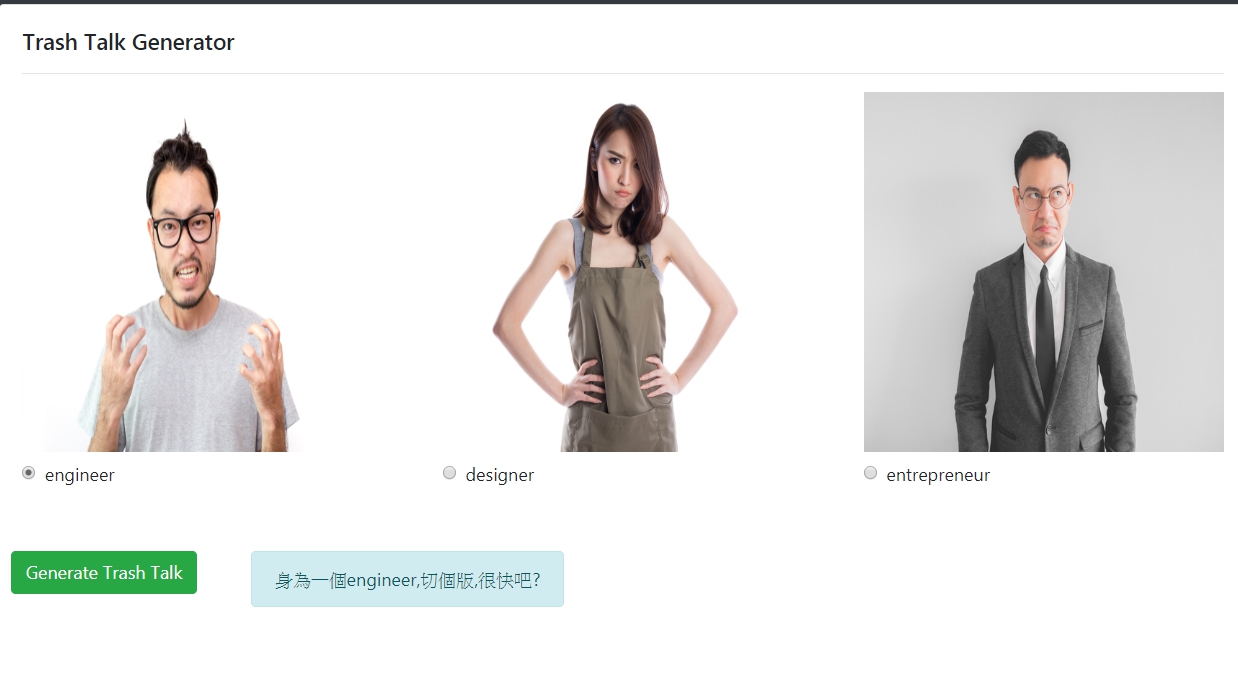 Trash Talk Generator
engineer
designer
entrepreneur
Generate Trash Talk
身為一個engineer,切個版,很快吧?